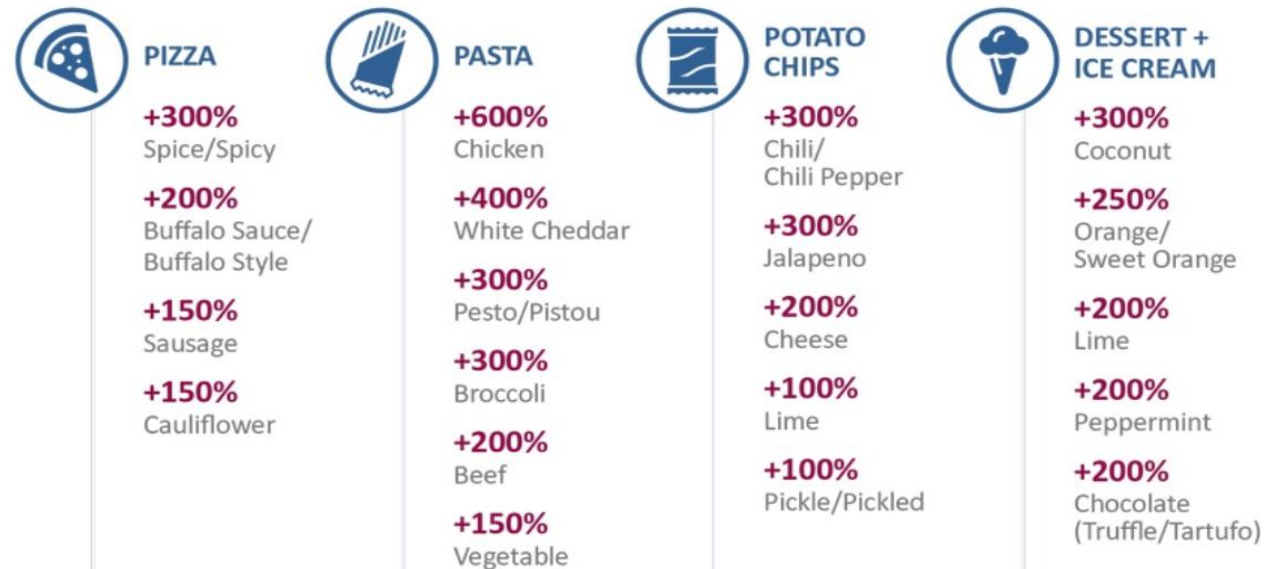 PIZZA
+300%
Spice/Spicy
+200%
Buffalo Sauce/
Buffalo Style
+150%
Sausage
+150%
Cauliflower
PASTA
+600%
Chicken
+400%
White Cheddar
+300%
Pesto/Pistou
+300%
Broccoli
+200%
Beef
+150%
Vegetable
POTATO
CHIPS
+300%
Chili/
Chili Pepper
+300%
Jalapeno
+200%
Cheese
+100%
Lime
+100%
Pickle/Pickled
DESSERT +
ICE CREAM
+300%
Coconut
+250%
Orange/
Sweet Orange
+200%
Lime
+200%
Peppermint
+200%
Chocolate
(Truffle/Tartufo)